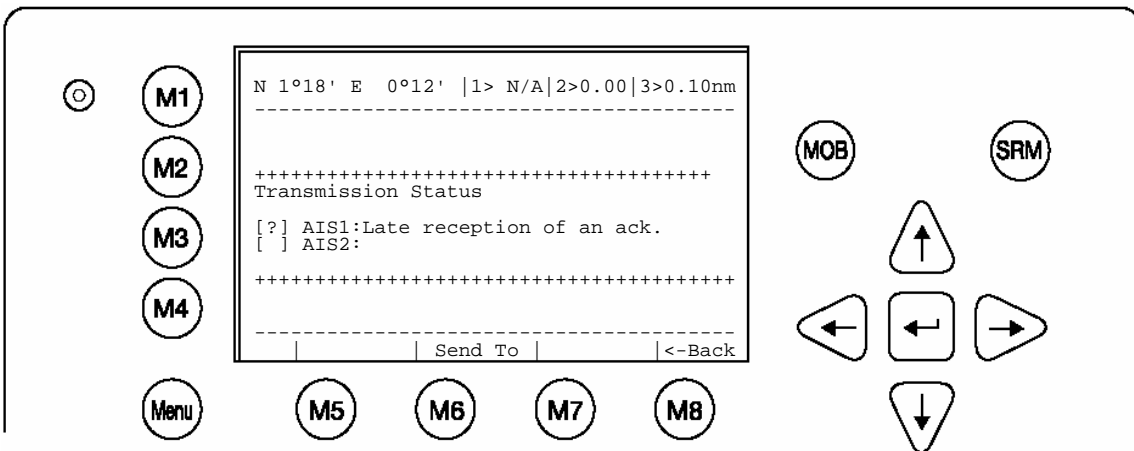 N 1°18' E  0°12' |1> N/A|2>0.00|3>0.10nm
----------------------------------------
++++++++++++++++++++++++++++++++++++++
Transmission Status
[?] AIS1:Late reception of an ack.
[ ] AIS2:
++++++++++++++++++++++++++++++++++++++++
----------------------------------------
| | Send To | |<-Back
M1
M2
M3
M4
MOB
SRM
Menu
M5
M6
M7
M8